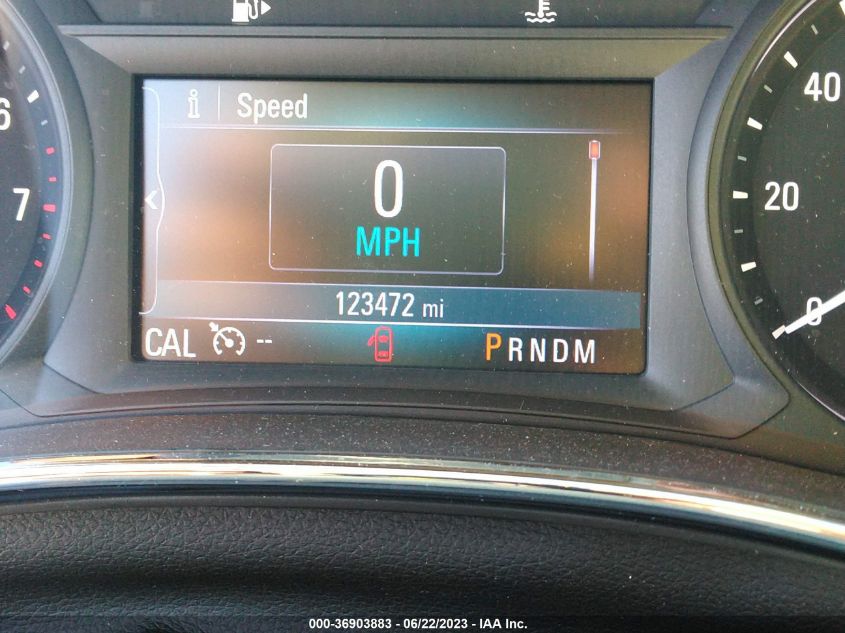 i Speed
6
7
0
MPH
40
20
0
123472 mi
CAL -- PRNDM
000-36903883 - 06/22/2023 - IAA Inc.